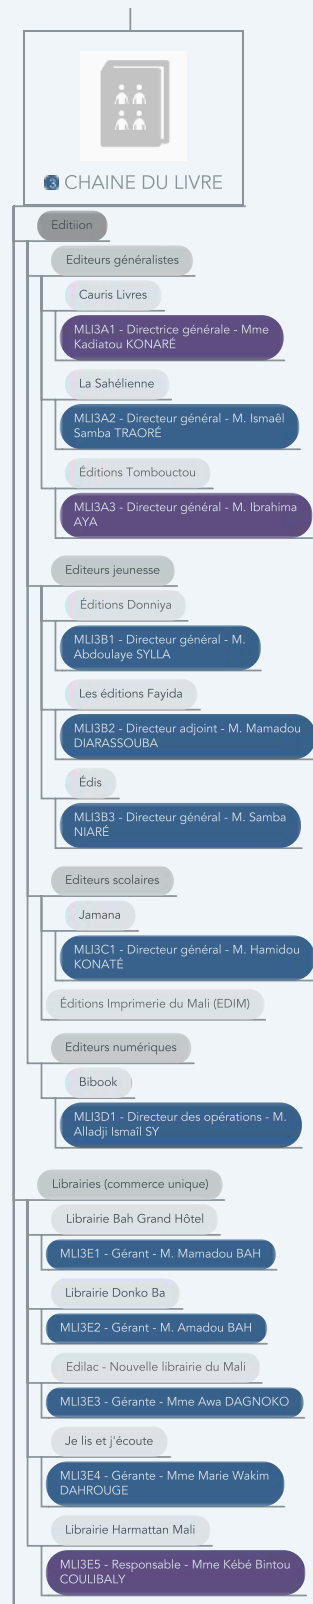 3 CHAINE DU LIVRE
Editiion
Editeurs généralistes
Cauris Livres
MLI3A1 - Directrice générale - Mme
Kadiatou KONARÉ
La Sahélienne
MLI3A2 - Directeur général - M. Ismaël
Samba TRAORÉ
Éditions Tombouctou
MLI3A3 - Directeur général - M. Ibrahima
AYA
Editeurs jeunesse
Éditions Donniya
MLI3B1 - Directeur général - M.
Abdoulaye SYLLA
Les éditions Fayida
MLI3B2 - Directeur adjoint - M. Mamadou
DIARASSOUBA
Édis
MLI3B3 - Directeur général - M. Samba
NIARÉ
Editeurs scolaires
Jamana
MLI3C1 - Directeur général - M. Hamidou
KONATÉ
Éditions Imprimerie du Mali (EDIM)
Editeurs numériques
Bibook
MLI3D1 - Directeur des opérations - M.
Alladji Ismaîl SY
Librairies (commerce unique)
Librairie Bah Grand Hôtel
MLI3E1 - Gérant - M. Mamadou BAH
Librairie Donko Ba
MLI3E2 - Gérant - M. Amadou BAH
Edilac - Nouvelle librairie du Mali
MLI3E3 - Gérante - Mme Awa DAGNOKO
Je lis et j'écoute
MLI3E4 - Gérante - Mme Marie Wakim
DAHROUGE
Librairie Harmattan Mali
MLI3E5 - Responsable - Mme Kébé Bintou
COULIBALY